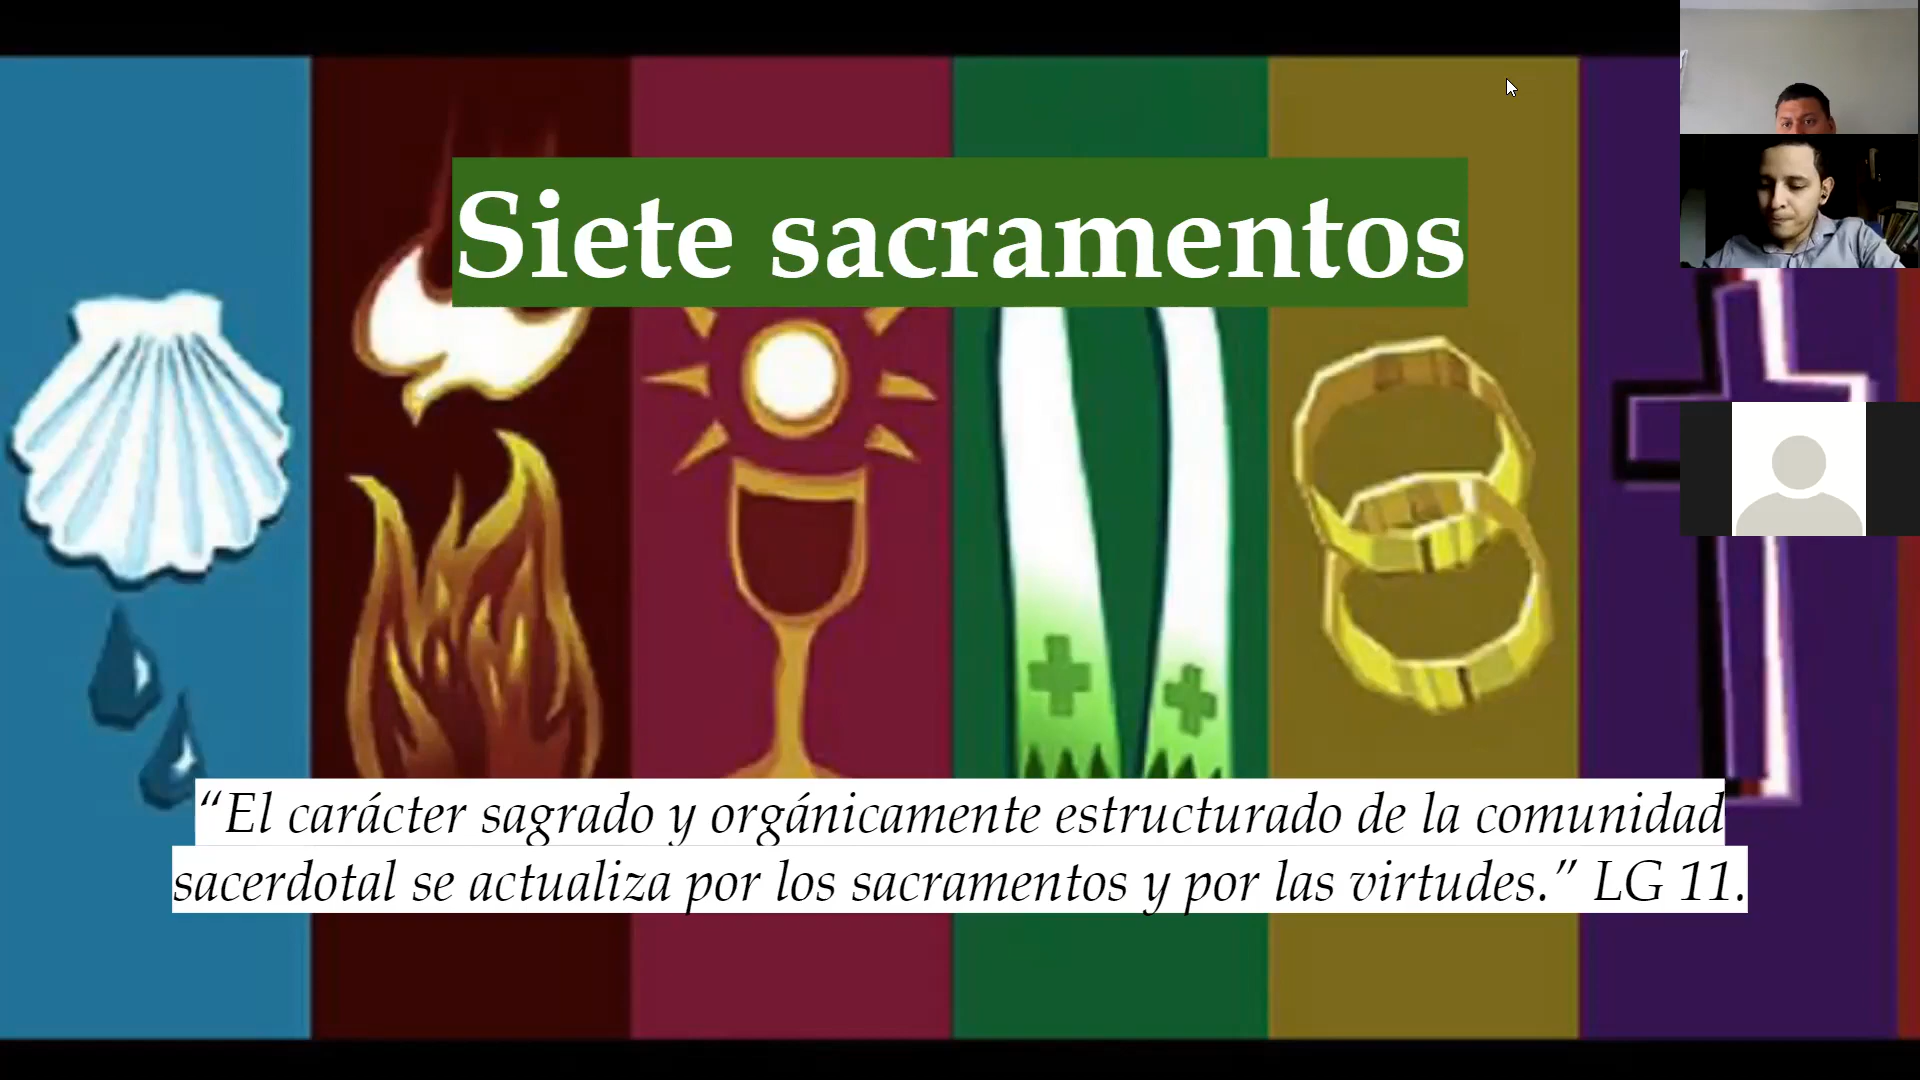 Siete sacramentos
“El carácter sagrado y orgánicamente estructurado de la comunidad
sacerdotal se actualiza por los sacramentos y por las virtudes.” LG 11.